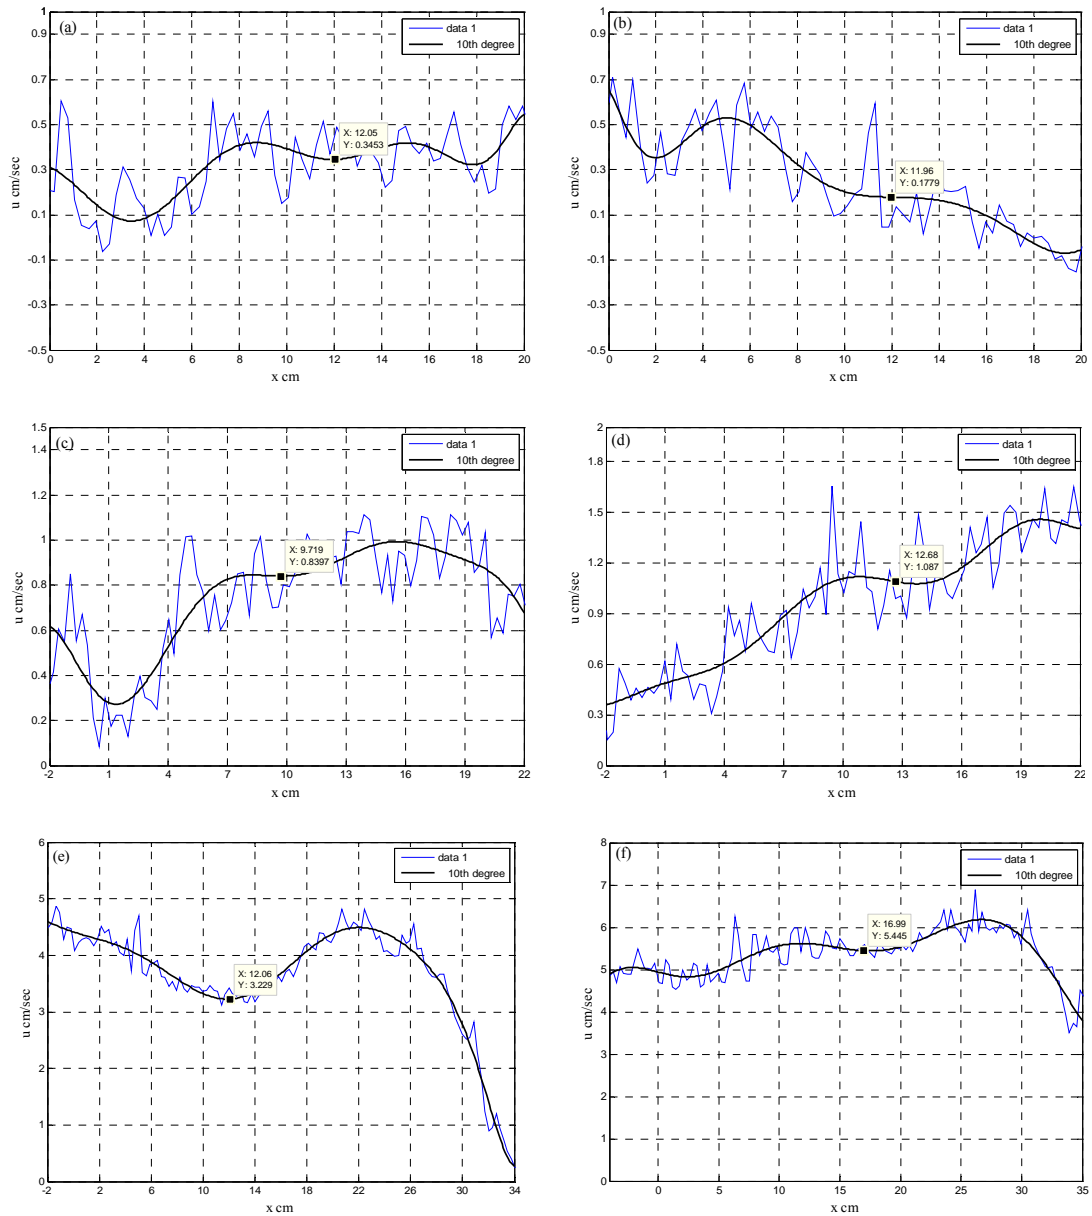 (a)
data 1
10th degree
X: 12.05
Y: 0.3453
u cm/sec
1
0.9
0.7
0.5
0.3
0.1
-0.1
-0.3
-0.5
0 2 4 6 8 10 12 14 16 18 20
x cm
(b)
data 1
10th degree
X: 11.96
Y: 0.1779
u cm/sec
1
0.9
0.7
0.5
0.3
0.1
-0.1
-0.3
-0.5
0 2 4 6 8 10 12 14 16 18 20
x cm
(c)
data 1
10th degree
X: 9.719
Y: 0.8397
u cm/sec
1.5
1.4
1.2
1
0.8
0.6
0.4
0.2
0
-2 1 4 7 10 13 16 19 22
x cm
(d)
data 1
10th degree
X: 12.68
Y: 1.087
u cm/sec
2
1.8
1.5
1.2
0.9
0.6
0.3
0
-2 1 4 7 10 13 16 19 22
x cm
(e)
data 1
10th degree
X: 12.06
Y: 3.229
u cm/sec
6
5
4
3
2
1
0
-2 2 6 10 14 18 22 26 30 34
x cm
(f)
data 1
10th degree
X: 16.99
Y: 5.445
u cm/sec
8
7
6
5
4
3
2
1
0
0 5 10 15 20 25 30 35
x cm